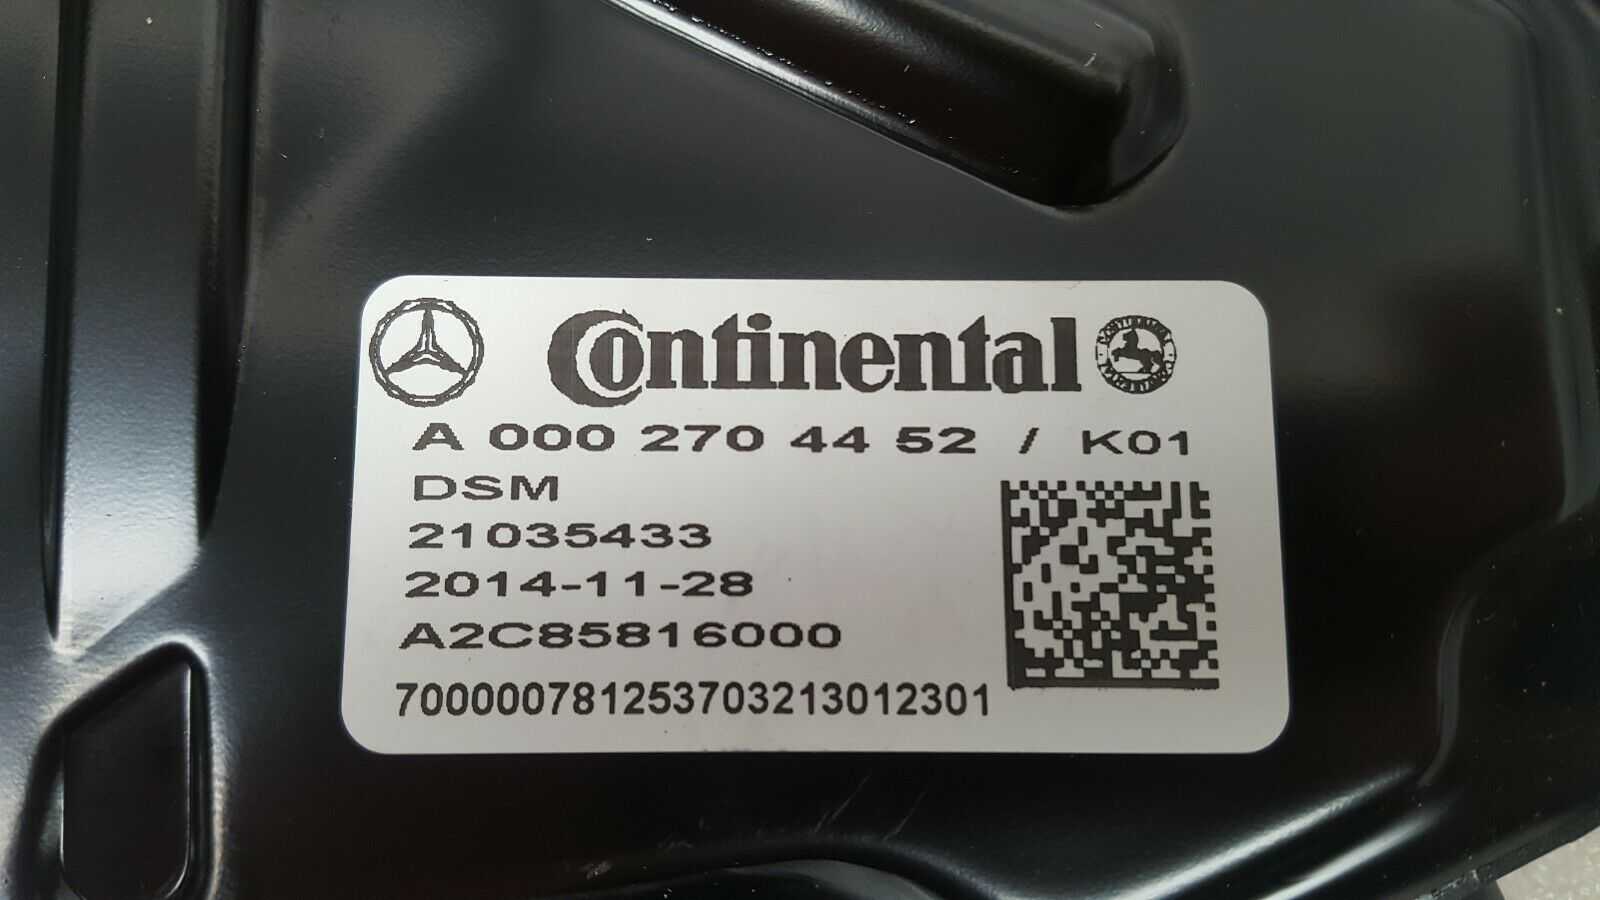 Continental
A 000 270 44 52 / K01
DSM
21035433
2014-11-28
A2C85816000
700000781253703213012301